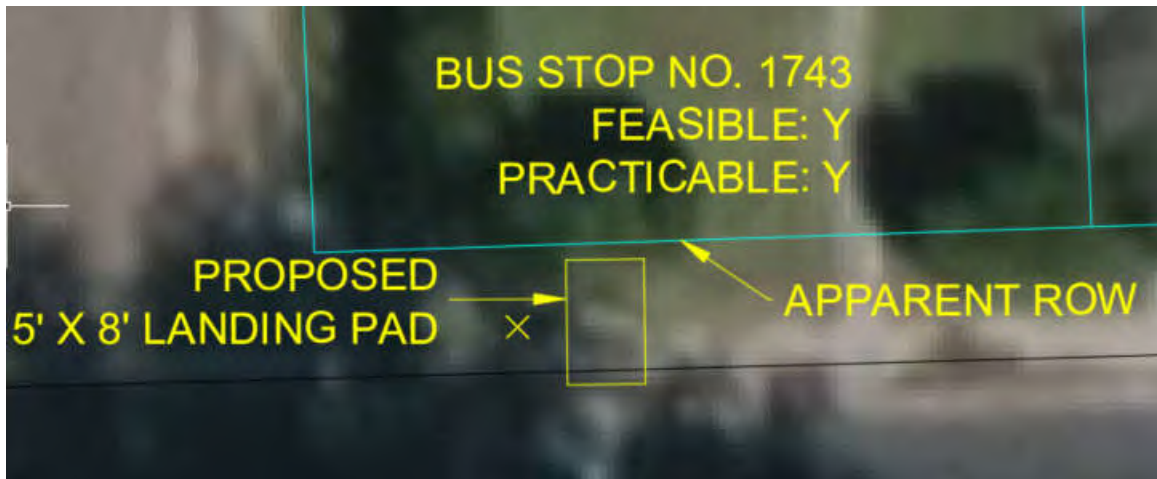 BUS STOP NO. 1743
FEASIBLE: Y
PRACTICABLE: Y
PROPOSED
5' X 8' LANDING PAD
APPARENT ROW